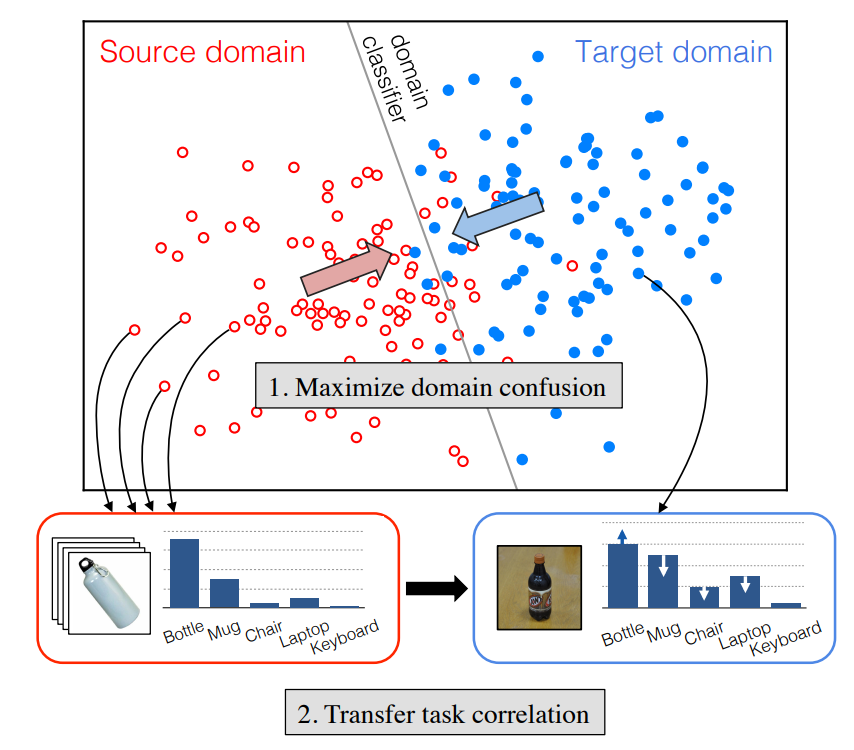 Source domain
domain
classifier
Target domain
1. Maximize domain confusion
Bottle
Mug
Chair
Laptop
Keyboard
Bottle
Mug
Chair
Laptop
Keyboard
2. Transfer task correlation